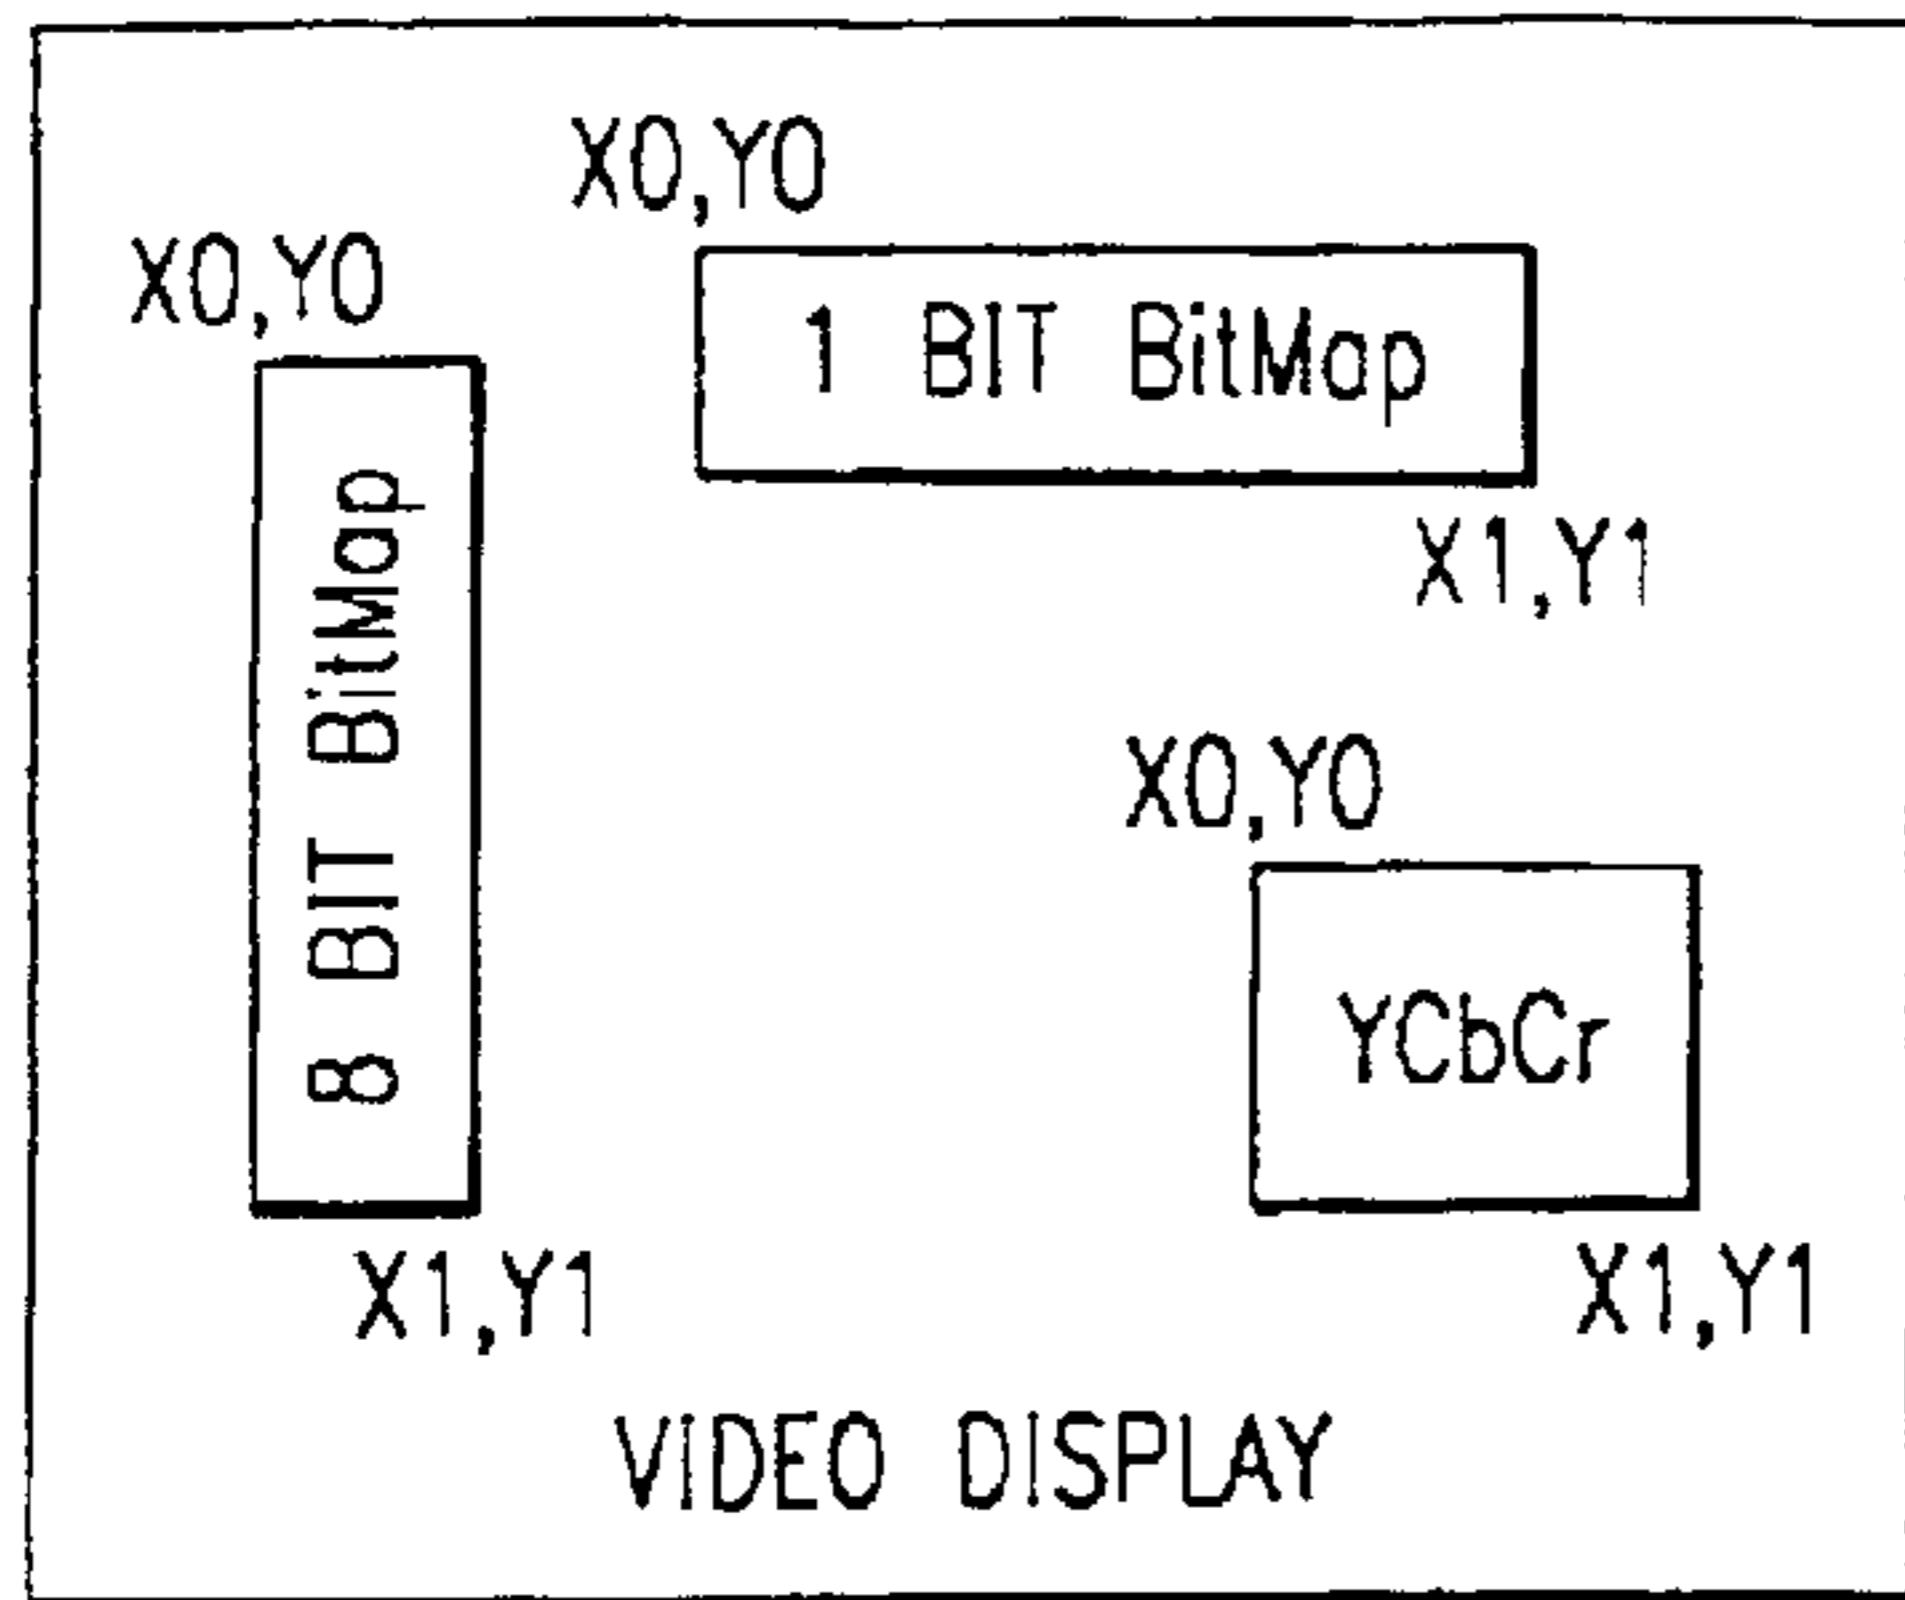 X0,Y0
1 BIT BitMap
X1,Y1
X0,Y0
8 BIT BitMap
X1,Y1
X0,Y0
YCbCr
X1,Y1
VIDEO DISPLAY